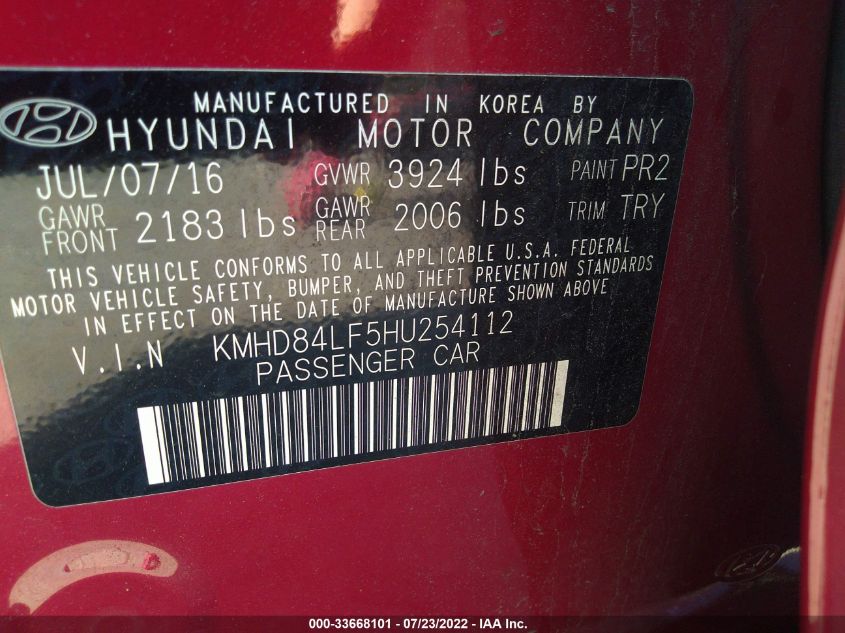 MANUFACTURED IN KOREA BY
HYUNDAI MOTOR COMPANY
JUL/07/16 GVWR 3924 lbs PAINT PR2
GAWR FRONT 2183 lbs GAWR REAR 2006 lbs TRIM TRY
THIS VEHICLE CONFORMS TO ALL APPLICABLE U.S.A. FEDERAL
MOTOR VEHICLE SAFETY, BUMPER, AND THEFT PREVENTION STANDARDS
IN EFFECT ON THE DATE OF MANUFACTURE SHOWN ABOVE
V.I.N KMHD84LF5HU254112
PASSENGER CAR
000-33668101 - 07/23/2022 - IAA Inc.